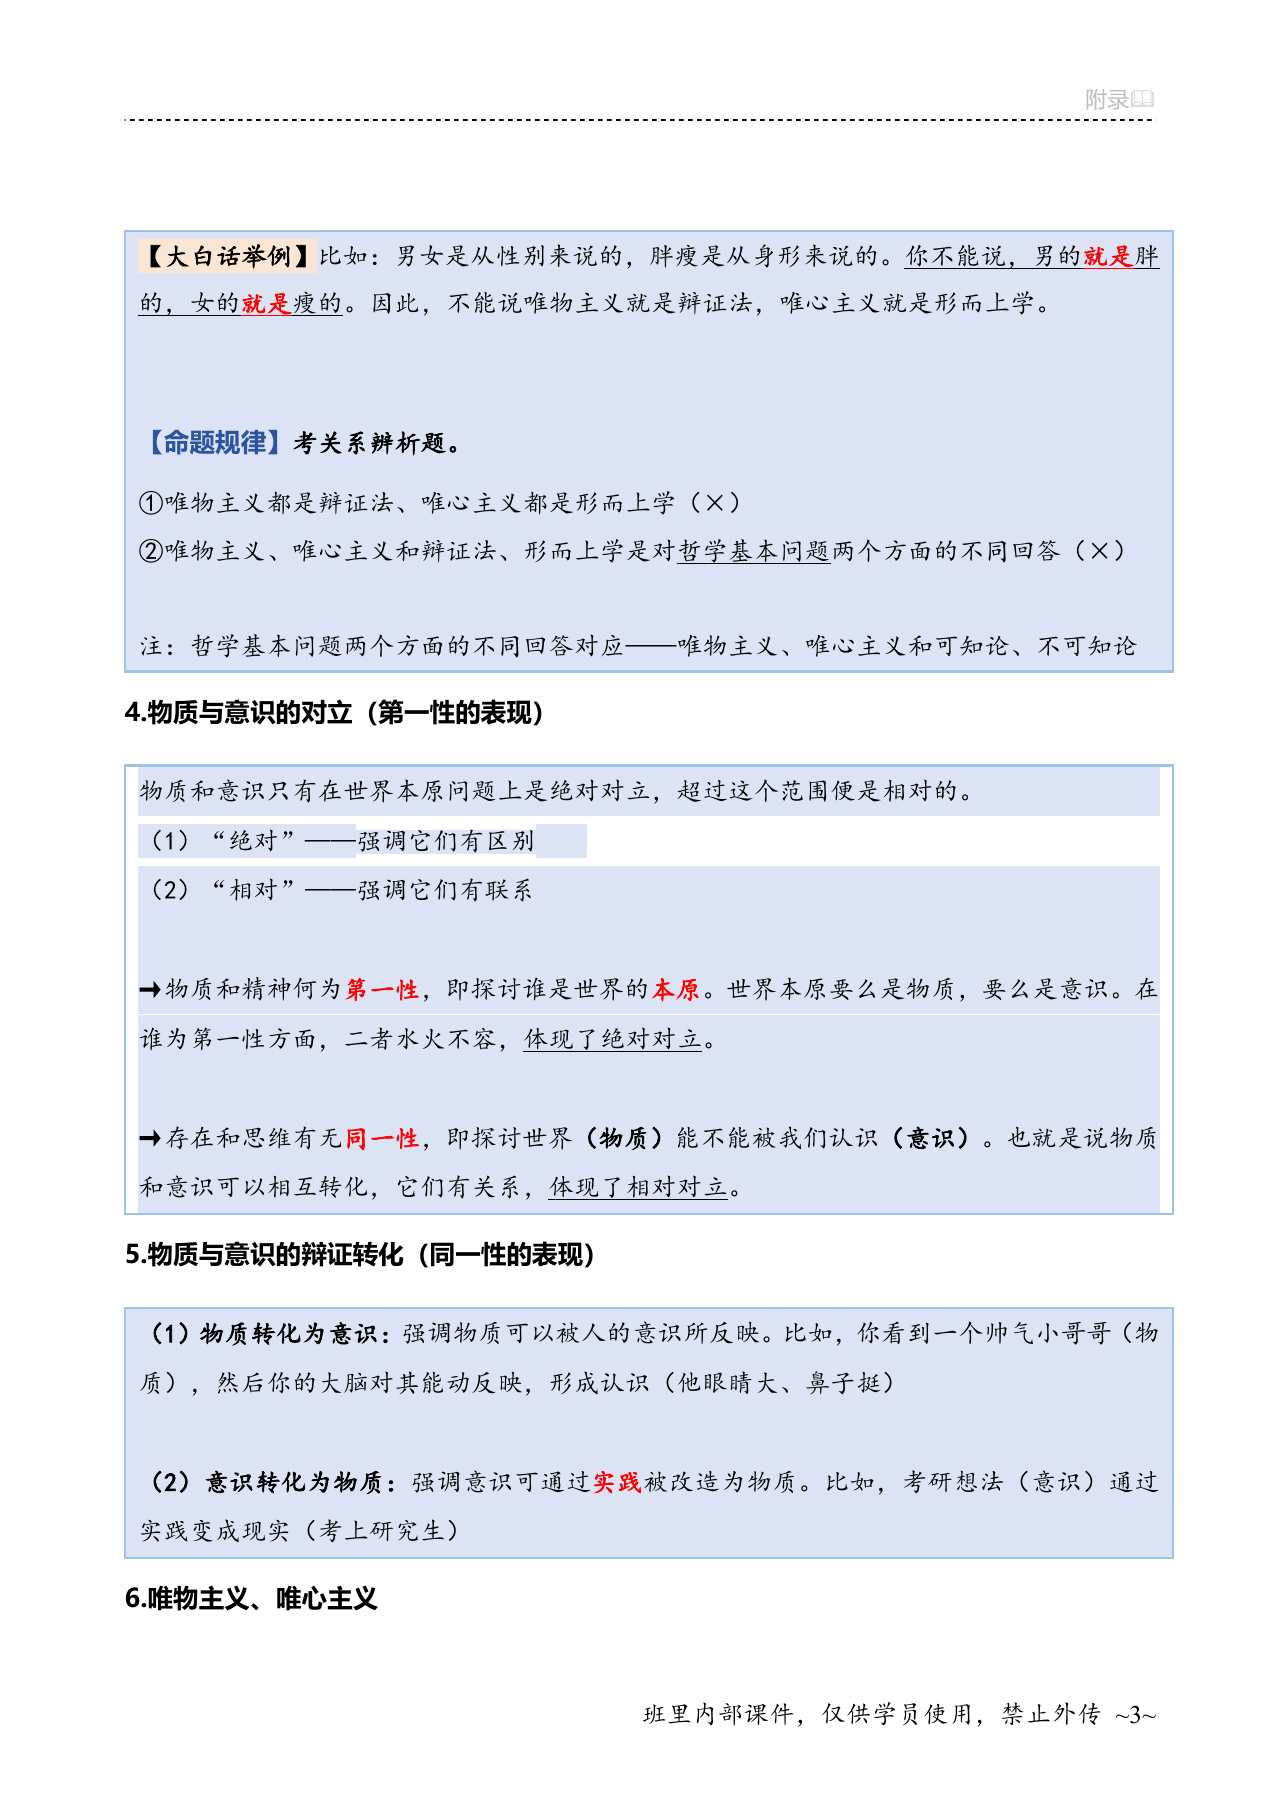 附录
【大白话举例】比如：男女是从性别来说的，胖瘦是从身形来说的。你不能说，男的就是胖
的，女的就是瘦的。因此，不能说唯物主义就是辩证法，唯心主义就是形而上学。
【命题规律】考关系辨析题。
①唯物主义都是辩证法、唯心主义都是形而上学（×）
②唯物主义、唯心主义和辩证法、形而上学是对哲学基本问题两个方面的不同回答（×）
注：哲学基本问题两个方面的不同回答对应——唯物主义、唯心主义和可知论、不可知论
4.物质与意识的对立（第一性的表现）
物质和意识只有在世界本原问题上是绝对对立，超过这个范围便是相对的。
（1）“绝对”——强调它们有区别
（2）“相对”——强调它们有联系
→物质和精神何为第一性，即探讨谁是世界的本原。世界本原要么是物质，要么是意识。在
谁为第一性方面，二者水火不容，体现了绝对对立。
→存在和思维有无同一性，即探讨世界（物质）能不能被我们认识（意识）。也就是说物质
和意识可以相互转化，它们有关系，体现了相对对立。
5.物质与意识的辩证转化（同一性的表现）
（1）物质转化为意识：强调物质可以被人的意识所反映。比如，你看到一个帅气小哥哥（物
质），然后你的大脑对其能动反映，形成认识（他眼睛大、鼻子挺）
（2）意识转化为物质：强调意识可通过实践被改造为物质。比如，考研想法（意识）通过
实践变成现实（考上研究生）
6.唯物主义、唯心主义
班里内部课件，仅供学员使用，禁止外传 ~3~